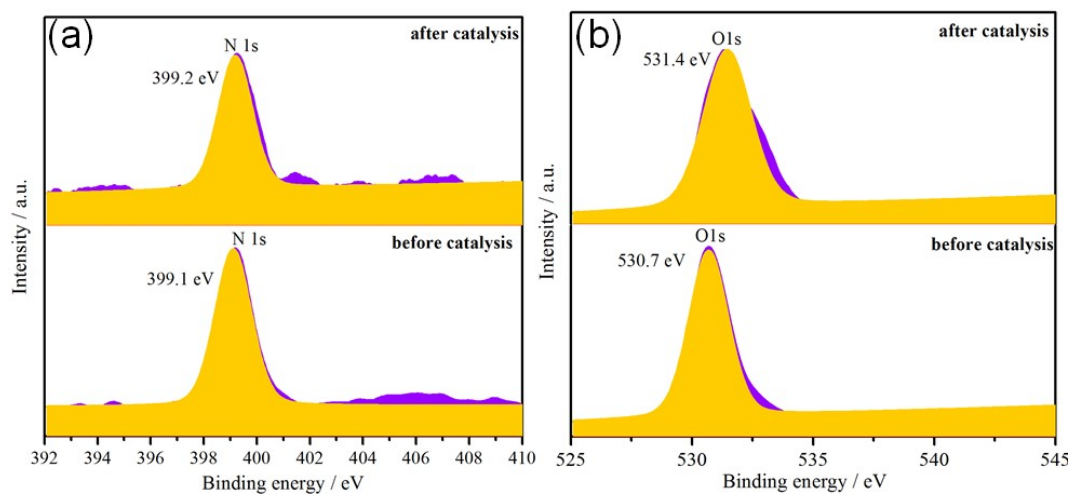 (a)
N 1s
after catalysis
399.2 eV
N 1s
before catalysis
399.1 eV
Intensity / a.u.
392 394 396 398 400 402 404 406 408 410
Binding energy / eV
(b)
O1s
after catalysis
531.4 eV
O1s
before catalysis
530.7 eV
Intensity / a.u.
525 530 535 540 545
Binding energy / eV